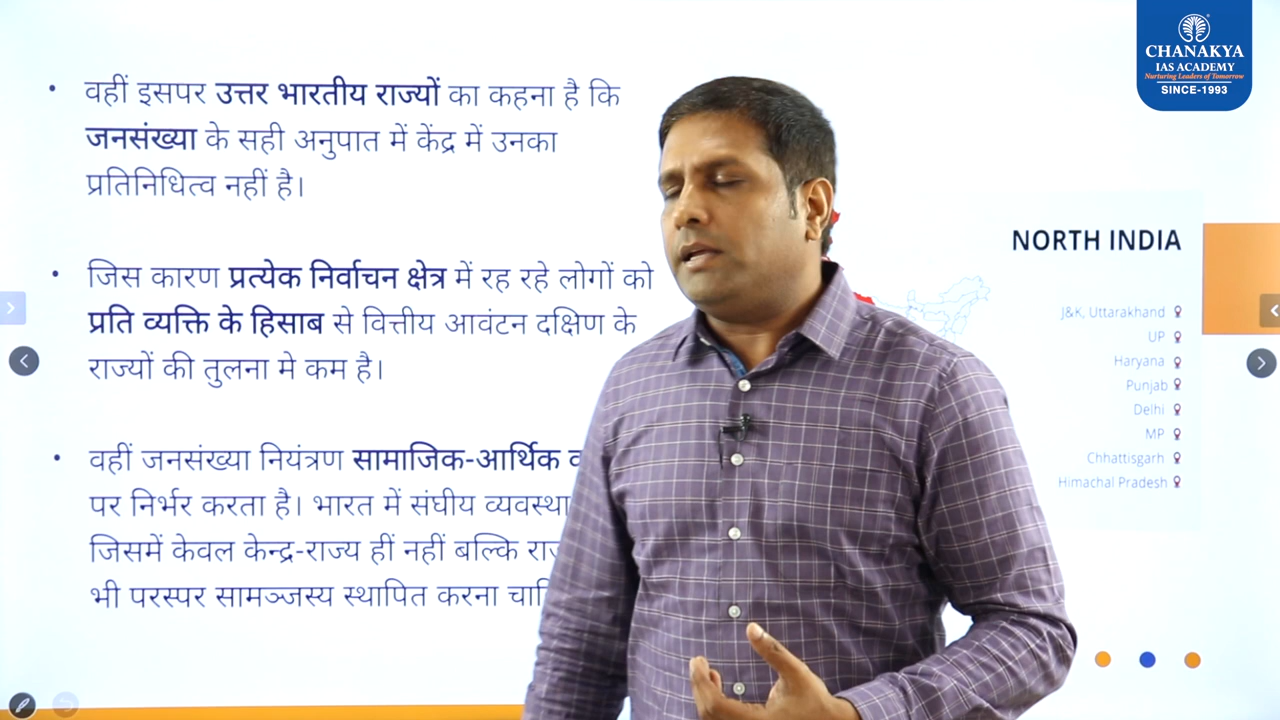 CHANAKYA
IAS ACADEMY
Nurturing Leaders of Tomorrow
SINCE-1993
• वहीं इसपर उत्तर भारतीय राज्यों का कहना है कि
जनसंख्या के सही अनुपात में केंद्र में उनका
प्रतिनिधित्व नहीं है।
• जिस कारण प्रत्येक निर्वाचन क्षेत्र में रह रहे लोगों को
प्रति व्यक्ति के हिसाब से वित्तीय आवंटन दक्षिण के
राज्यों की तुलना मे कम है।
• वहीं जनसंख्या नियंत्रण सामाजिक-आर्थिक
पर निर्भर करता है। भारत में संघीय व्यवस्था
जिसमें केवल केन्द्र-राज्य हीं नहीं बल्कि
भी परस्पर सामञ्जस्य स्थापित करना
NORTH INDIA
J&K, Uttarakhand
UP
Haryana
Punjab
Delhi
MP
Chhattisgarh
Himachal Pradesh